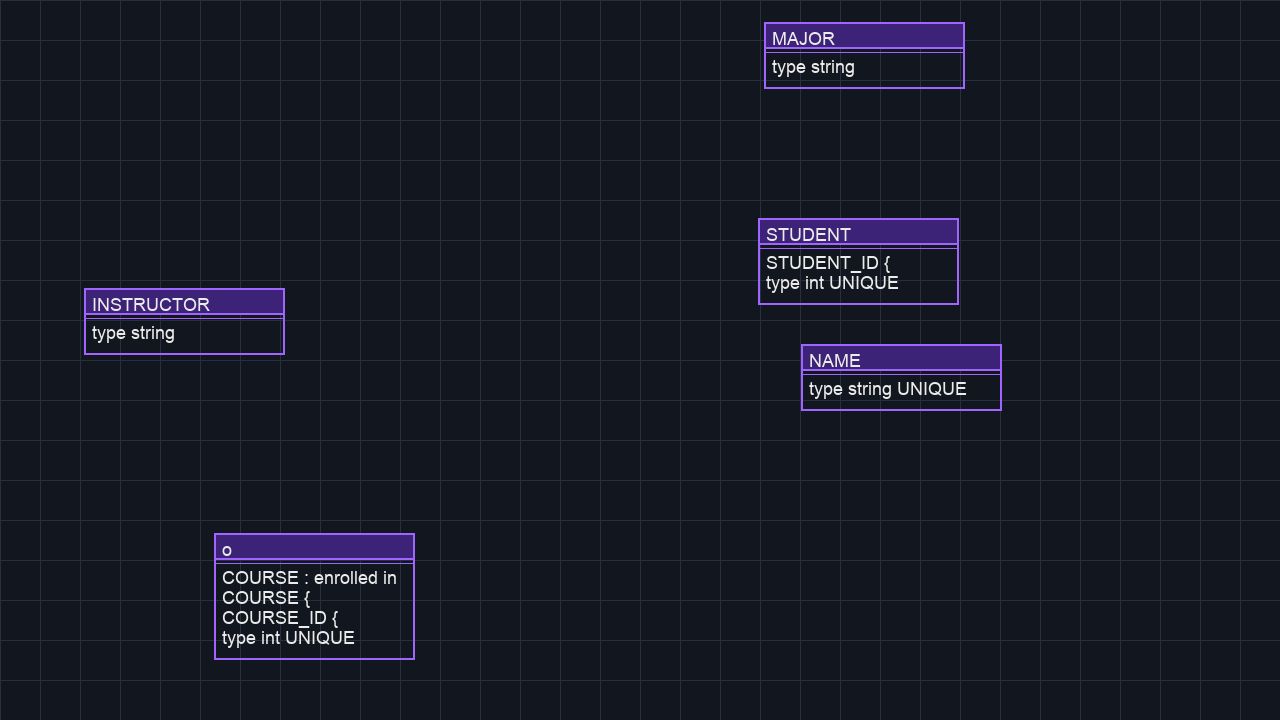 MAJOR
type string
STUDENT
STUDENT_ID {
type int UNIQUE
INSTRUCTOR
type string
NAME
type string UNIQUE
o
COURSE : enrolled in
COURSE {
COURSE_ID {
type int UNIQUE